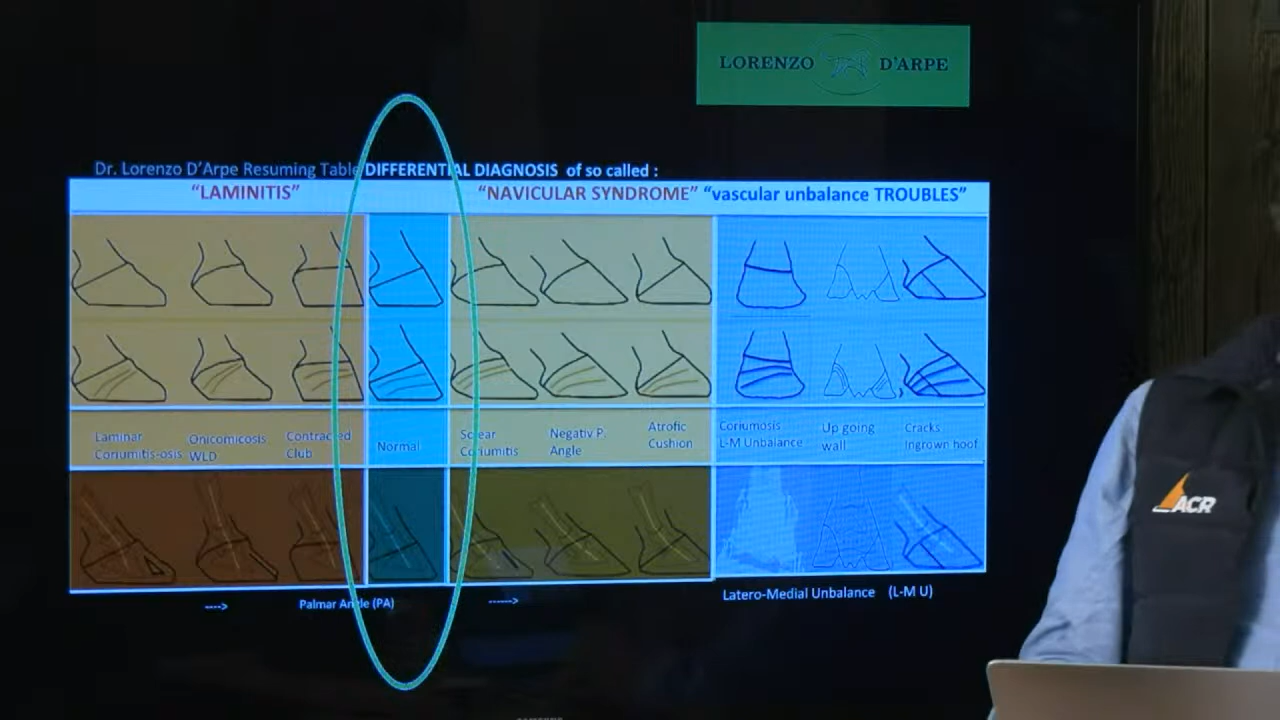 LORENZO D'ARPE
Dr. Lorenzo D'Arpe Resuming Table DIFFERENTIAL DIAGNOSIS of so called :
“LAMINITIS” “NAVICULAR SYNDROME” “vascular unbalance TROUBLES”
Laminar
Coriumitis-osis
Onicomicosis
WLD
Contracted
Club
Normal
Solear
Coriumitis
Negativ P.
Angle
Atrofic
Cushion
Coriumosis
L-M Unbalance
Up going
wall
Cracks
Ingrown hoof
----> Palmar Angle (PA) ------>
Latero-Medial Unbalance (L-M U)
ACR